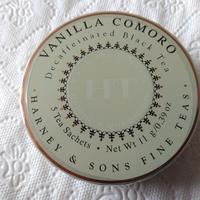 VANILLA COMORO
Decaffeinated Black Tea
HT
5 Tea Sachets • Net Wt 11 g/0.39 oz
• HARNEY & SONS FINE TEAS •